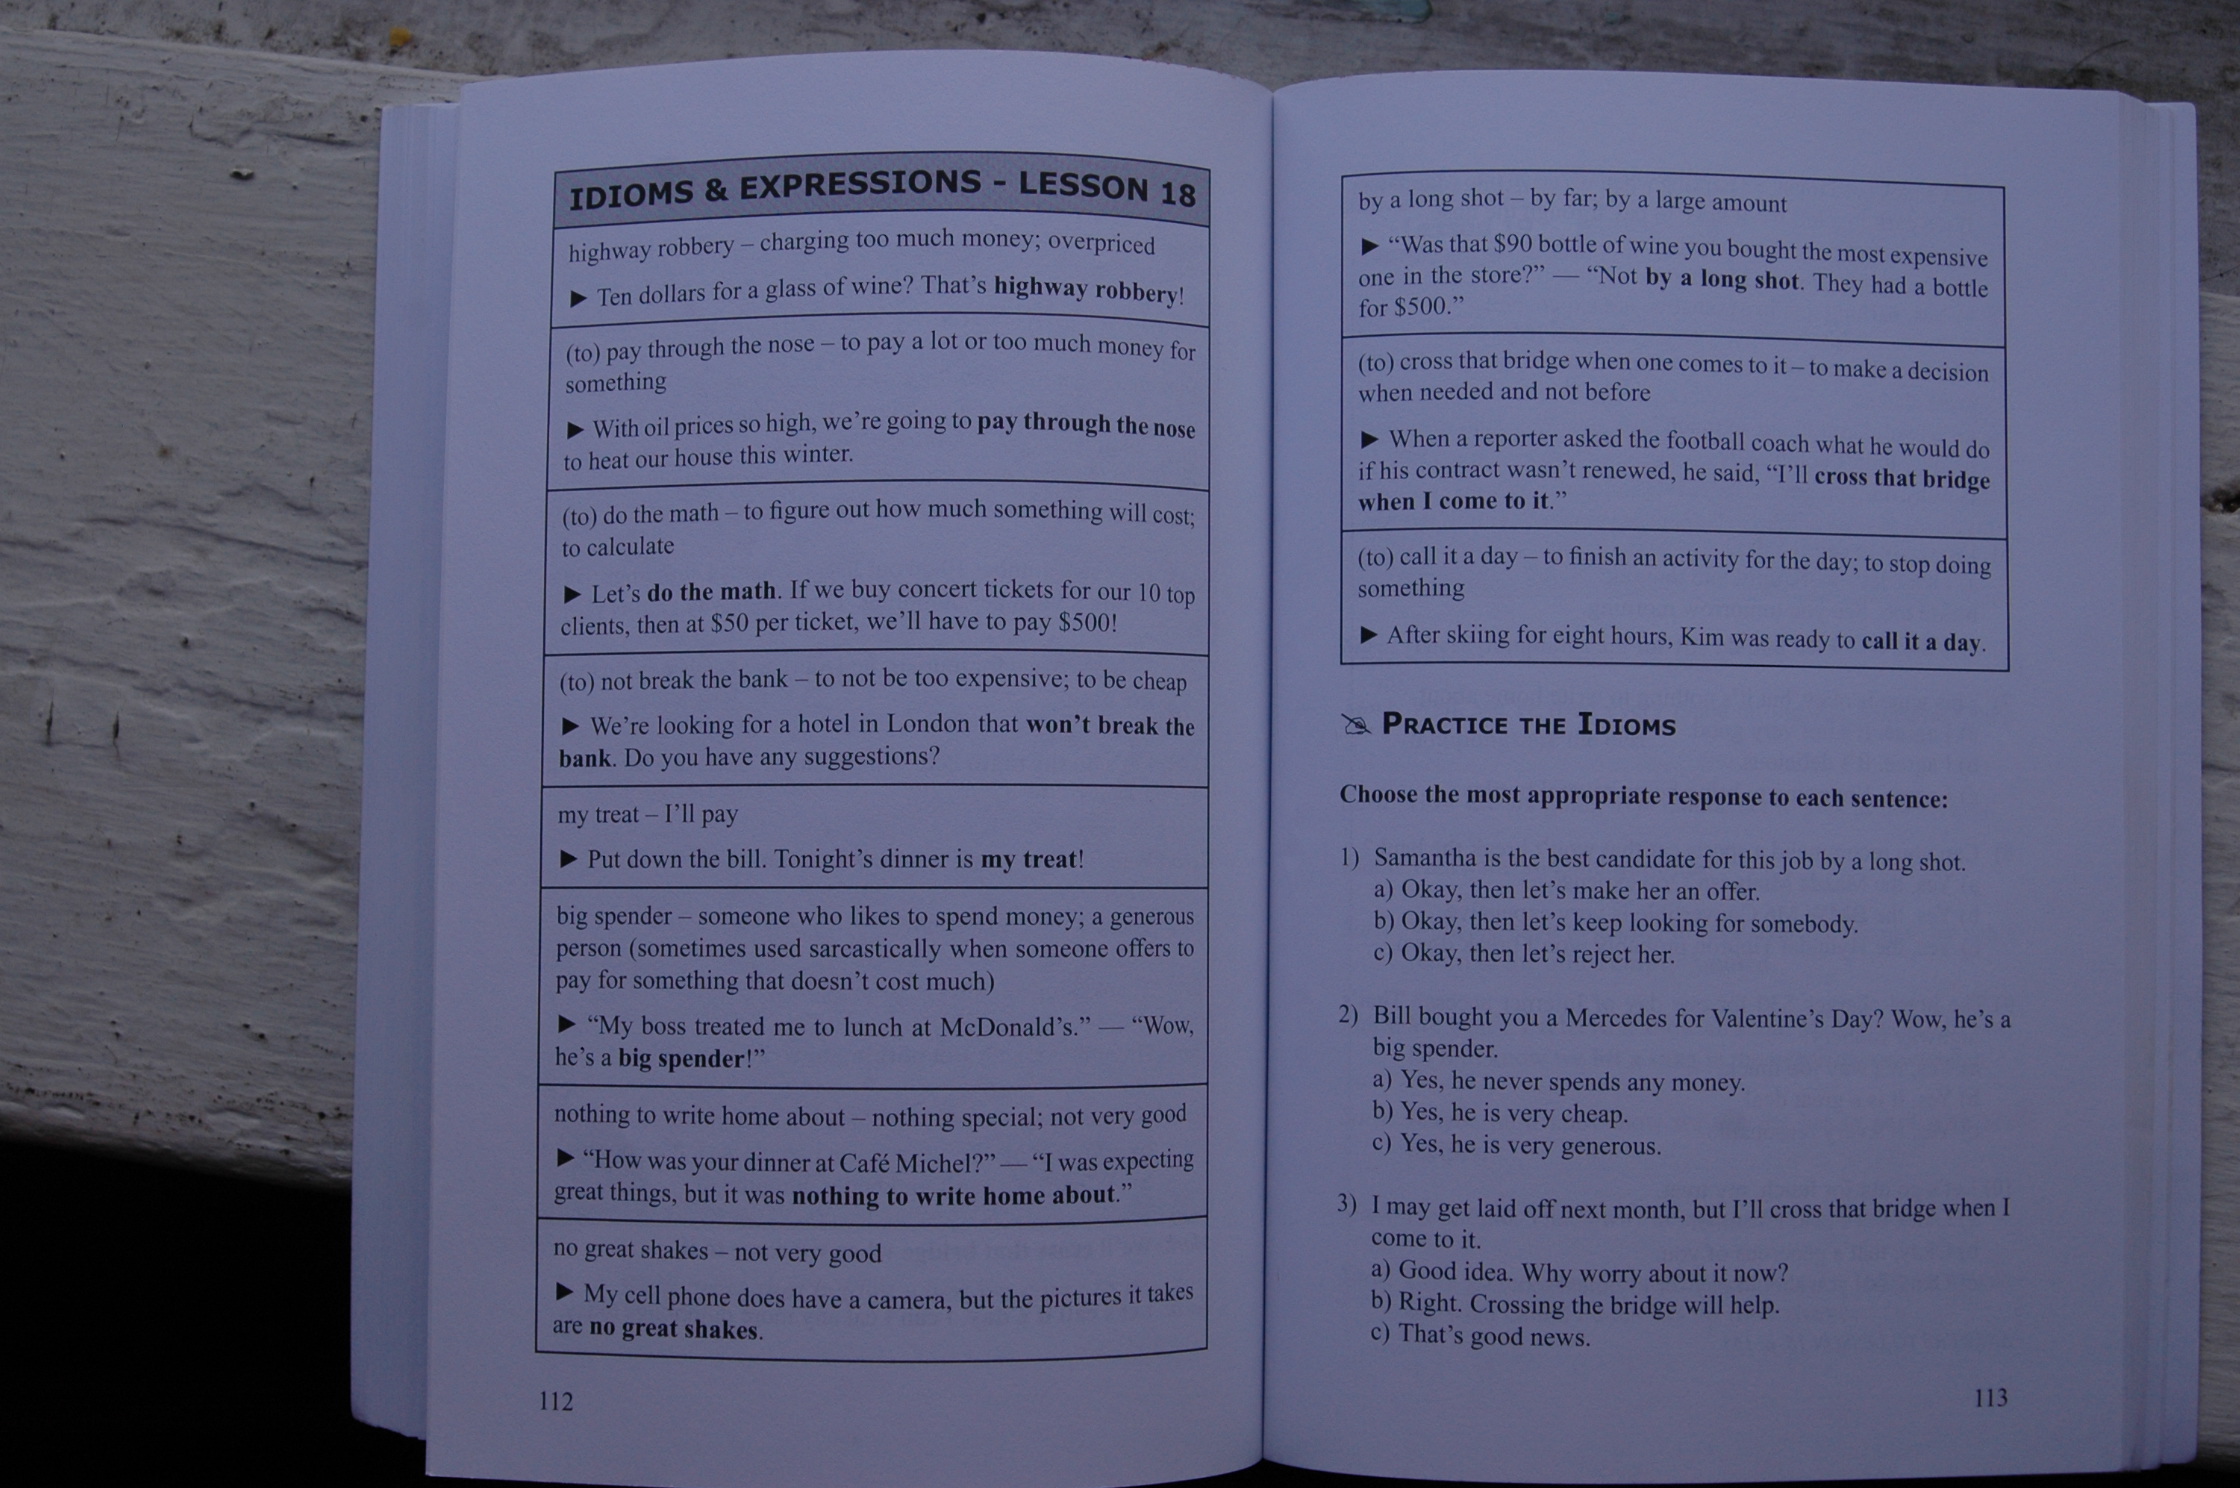 IDIOMS & EXPRESSIONS - LESSON 18
highway robbery – charging too much money; overpriced
► Ten dollars for a glass of wine? That's highway robbery!
(to) pay through the nose – to pay a lot or too much money for
something
► With oil prices so high, we're going to pay through the nose
to heat our house this winter.
(to) do the math – to figure out how much something will cost;
to calculate
► Let's do the math. If we buy concert tickets for our 10 top
clients, then at $50 per ticket, we'll have to pay $500!
(to) not break the bank – to not be too expensive; to be cheap
► We're looking for a hotel in London that won't break the
bank. Do you have any suggestions?
my treat – I'll pay
► Put down the bill. Tonight's dinner is my treat!
big spender – someone who likes to spend money; a generous
person (sometimes used sarcastically when someone offers to
pay for something that doesn't cost much)
► “My boss treated me to lunch at McDonald's.” — “Wow,
he's a big spender!”
nothing to write home about – nothing special; not very good
► “How was your dinner at Café Michel?” — “I was expecting
great things, but it was nothing to write home about.”
no great shakes – not very good
► My cell phone does have a camera, but the pictures it takes
are no great shakes.
112
by a long shot – by far; by a large amount
► “Was that $90 bottle of wine you bought the most expensive
one in the store?” — “Not by a long shot. They had a bottle
for $500.”
(to) cross that bridge when one comes to it – to make a decision
when needed and not before
► When a reporter asked the football coach what he would do
if his contract wasn't renewed, he said, “I'll cross that bridge
when I come to it.”
(to) call it a day – to finish an activity for the day; to stop doing
something
► After skiing for eight hours, Kim was ready to call it a day.
PRACTICE THE IDIOMS
Choose the most appropriate response to each sentence:
1) Samantha is the best candidate for this job by a long shot.
a) Okay, then let's make her an offer.
b) Okay, then let's keep looking for somebody.
c) Okay, then let's reject her.
2) Bill bought you a Mercedes for Valentine's Day? Wow, he's a
big spender.
a) Yes, he never spends any money.
b) Yes, he is very cheap.
c) Yes, he is very generous.
3) I may get laid off next month, but I'll cross that bridge when I
come to it.
a) Good idea. Why worry about it now?
b) Right. Crossing the bridge will help.
c) That's good news.
113